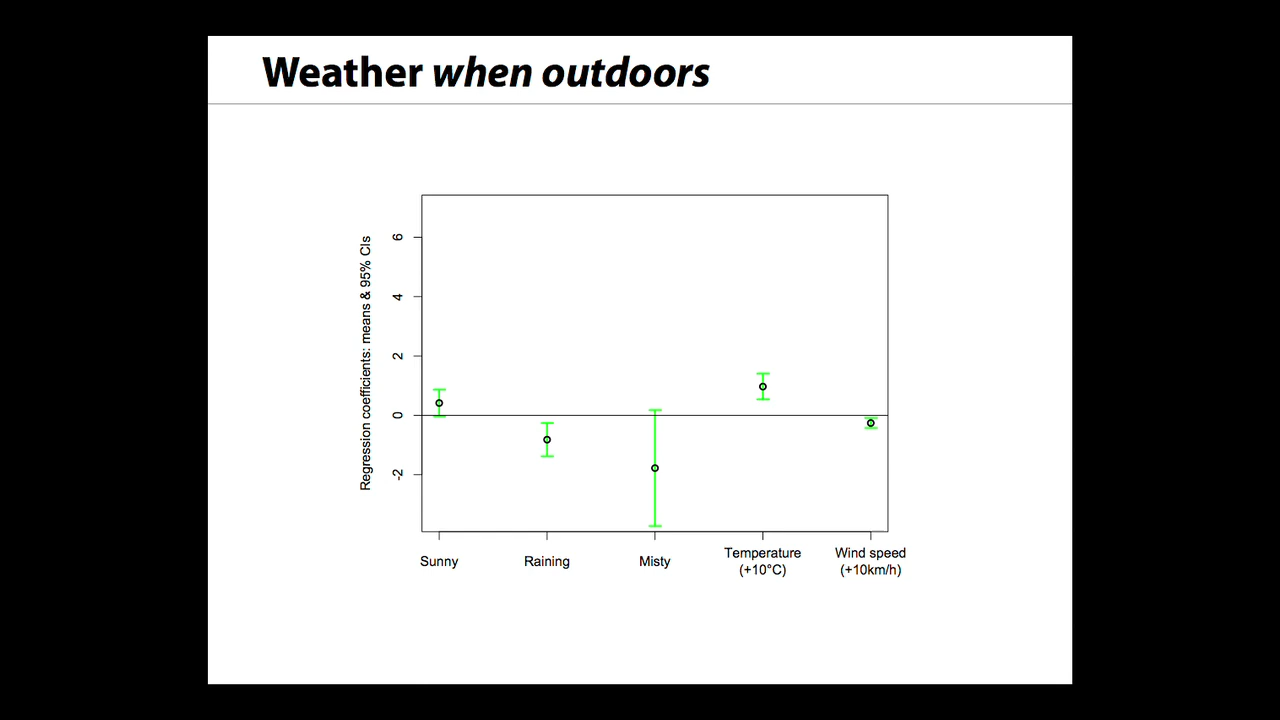 Weather when outdoors
Regression coefficients: means & 95% CIs
6
4
2
0
-2
Sunny
Raining
Misty
Temperature
(+10°C)
Wind speed
(+10km/h)